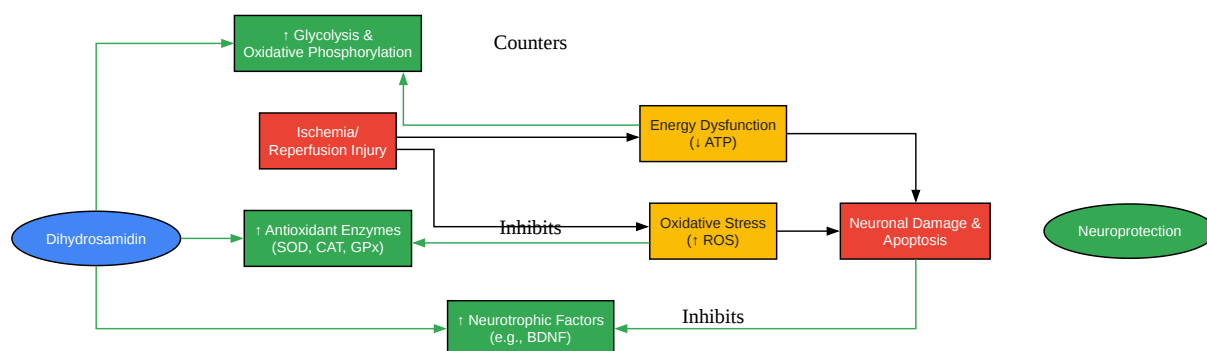 ↑ Glycolysis &
Oxidative Phosphorylation
Counters
Ischemia/
Reperfusion Injury
Energy Dysfunction
(↓ ATP)
Dihydrosamidin
↑ Antioxidant Enzymes
(SOD, CAT, GPx)
Inhibits
Oxidative Stress
(↑ ROS)
Neuronal Damage &
Apoptosis
Neuroprotection
↑ Neurotrophic Factors
(e.g., BDNF)
Inhibits